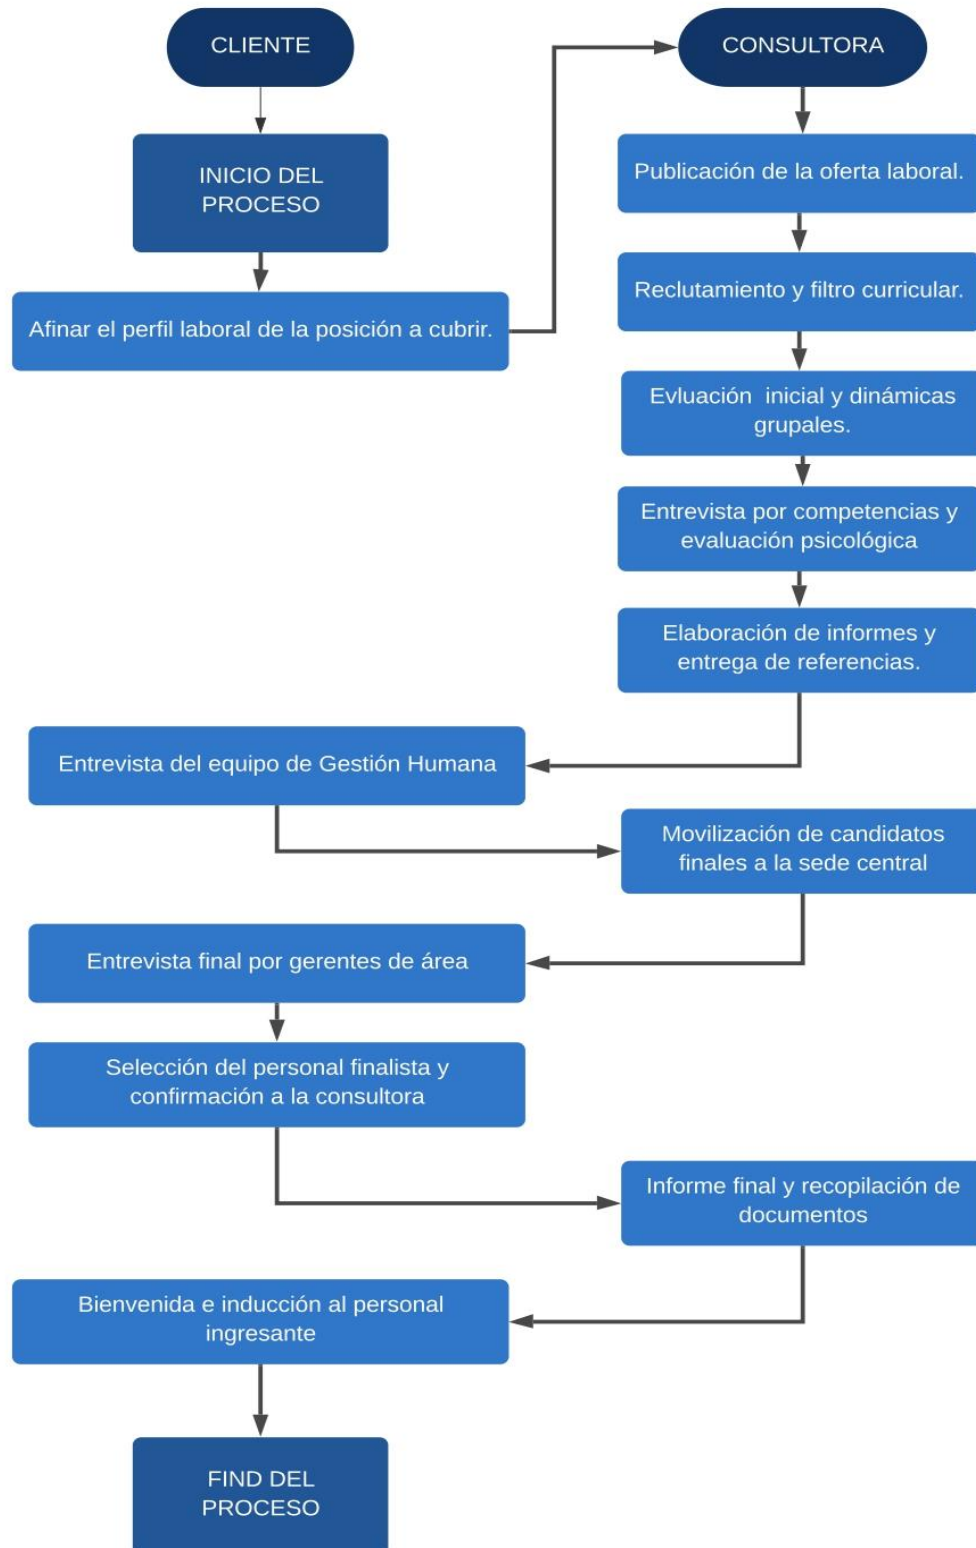 CLIENTE
CONSULTORA
INICIO DEL
PROCESO
Afinar el perfil laboral de la posición a cubrir.
Publicación de la oferta laboral.
Reclutamiento y filtro curricular.
Evluación  inicial y dinámicas
grupales.
Entrevista por competencias y
evaluación psicológica
Elaboración de informes y
entrega de referencias.
Entrevista del equipo de Gestión Humana
Movilización de candidatos
finales a la sede central
Entrevista final por gerentes de área
Selección del personal finalista y
confirmación a la consultora
Informe final y recopilación de
documentos
Bienvenida e inducción al personal
ingresante
FIND DEL
PROCESO